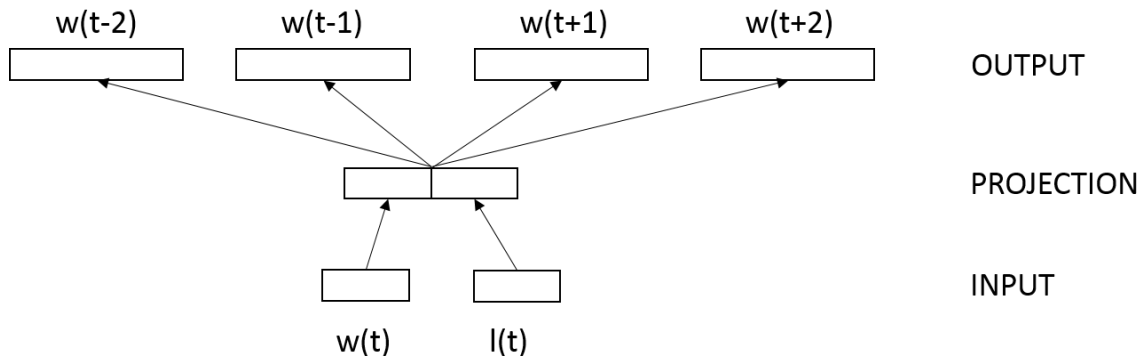 w(t-2) w(t-1) w(t+1) w(t+2)
OUTPUT
PROJECTION
INPUT
w(t) l(t)